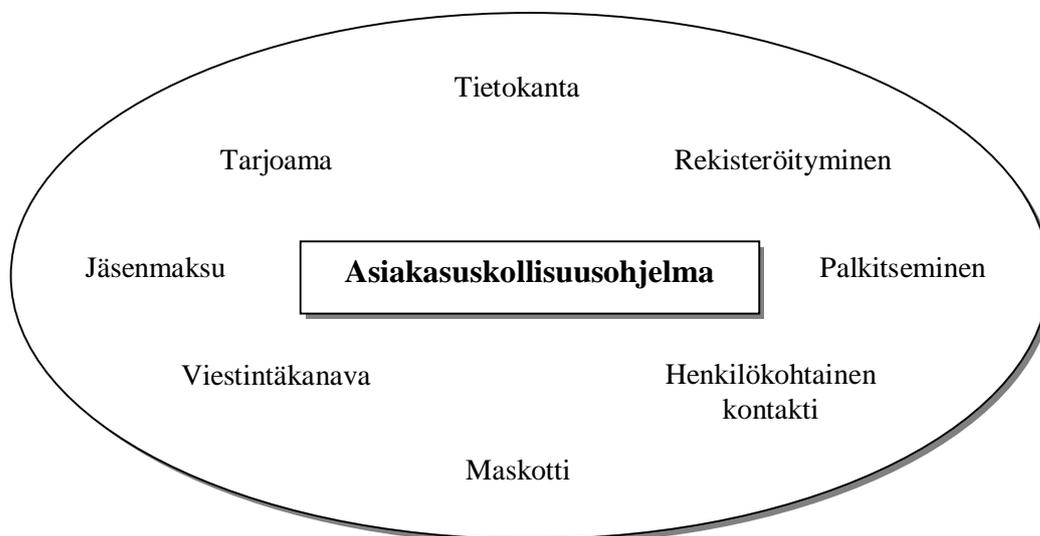 Tietokanta
Tarjoama
Rekisteröityminen
Jäsenmaksu
Asiakasuskollisuusohjelma
Palkitseminen
Viestintäkanava
Henkilökohtainen
kontakti
Maskotti